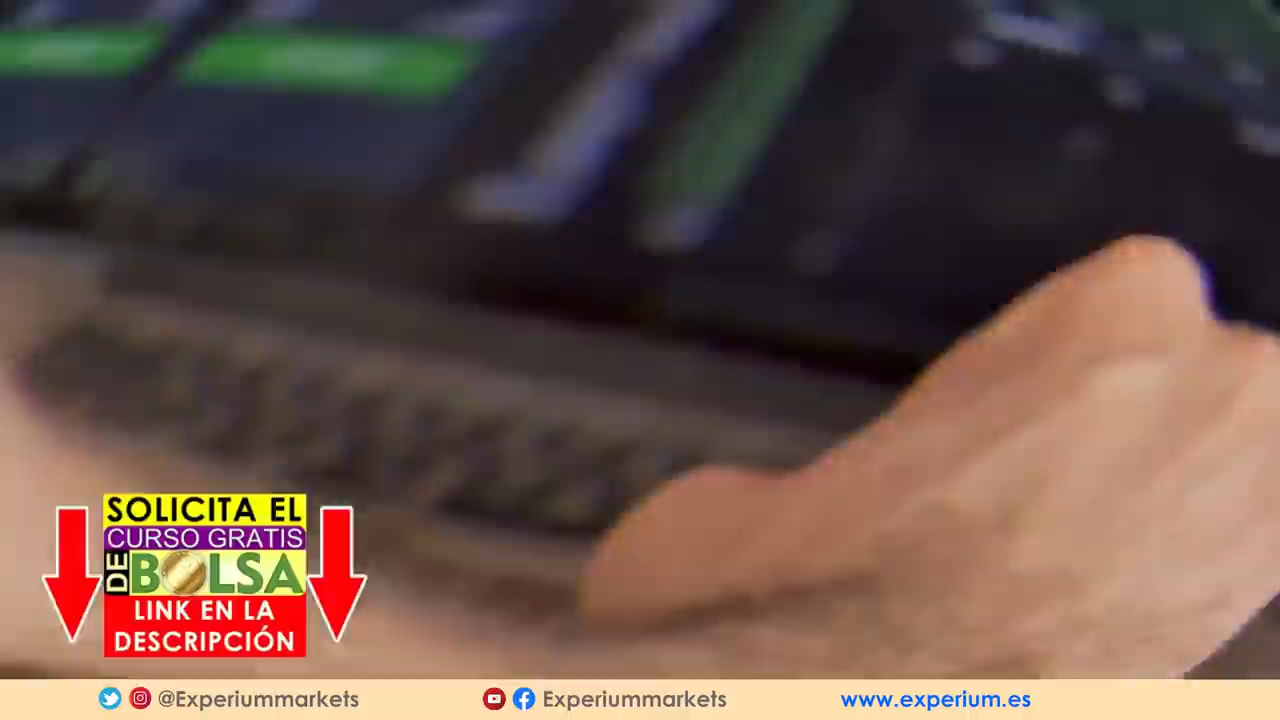 SOLICITA EL
CURSO GRATIS
DE BOLSA
LINK EN LA
DESCRIPCIÓN
@Experiummarkets
Experiummarkets
www.experium.es